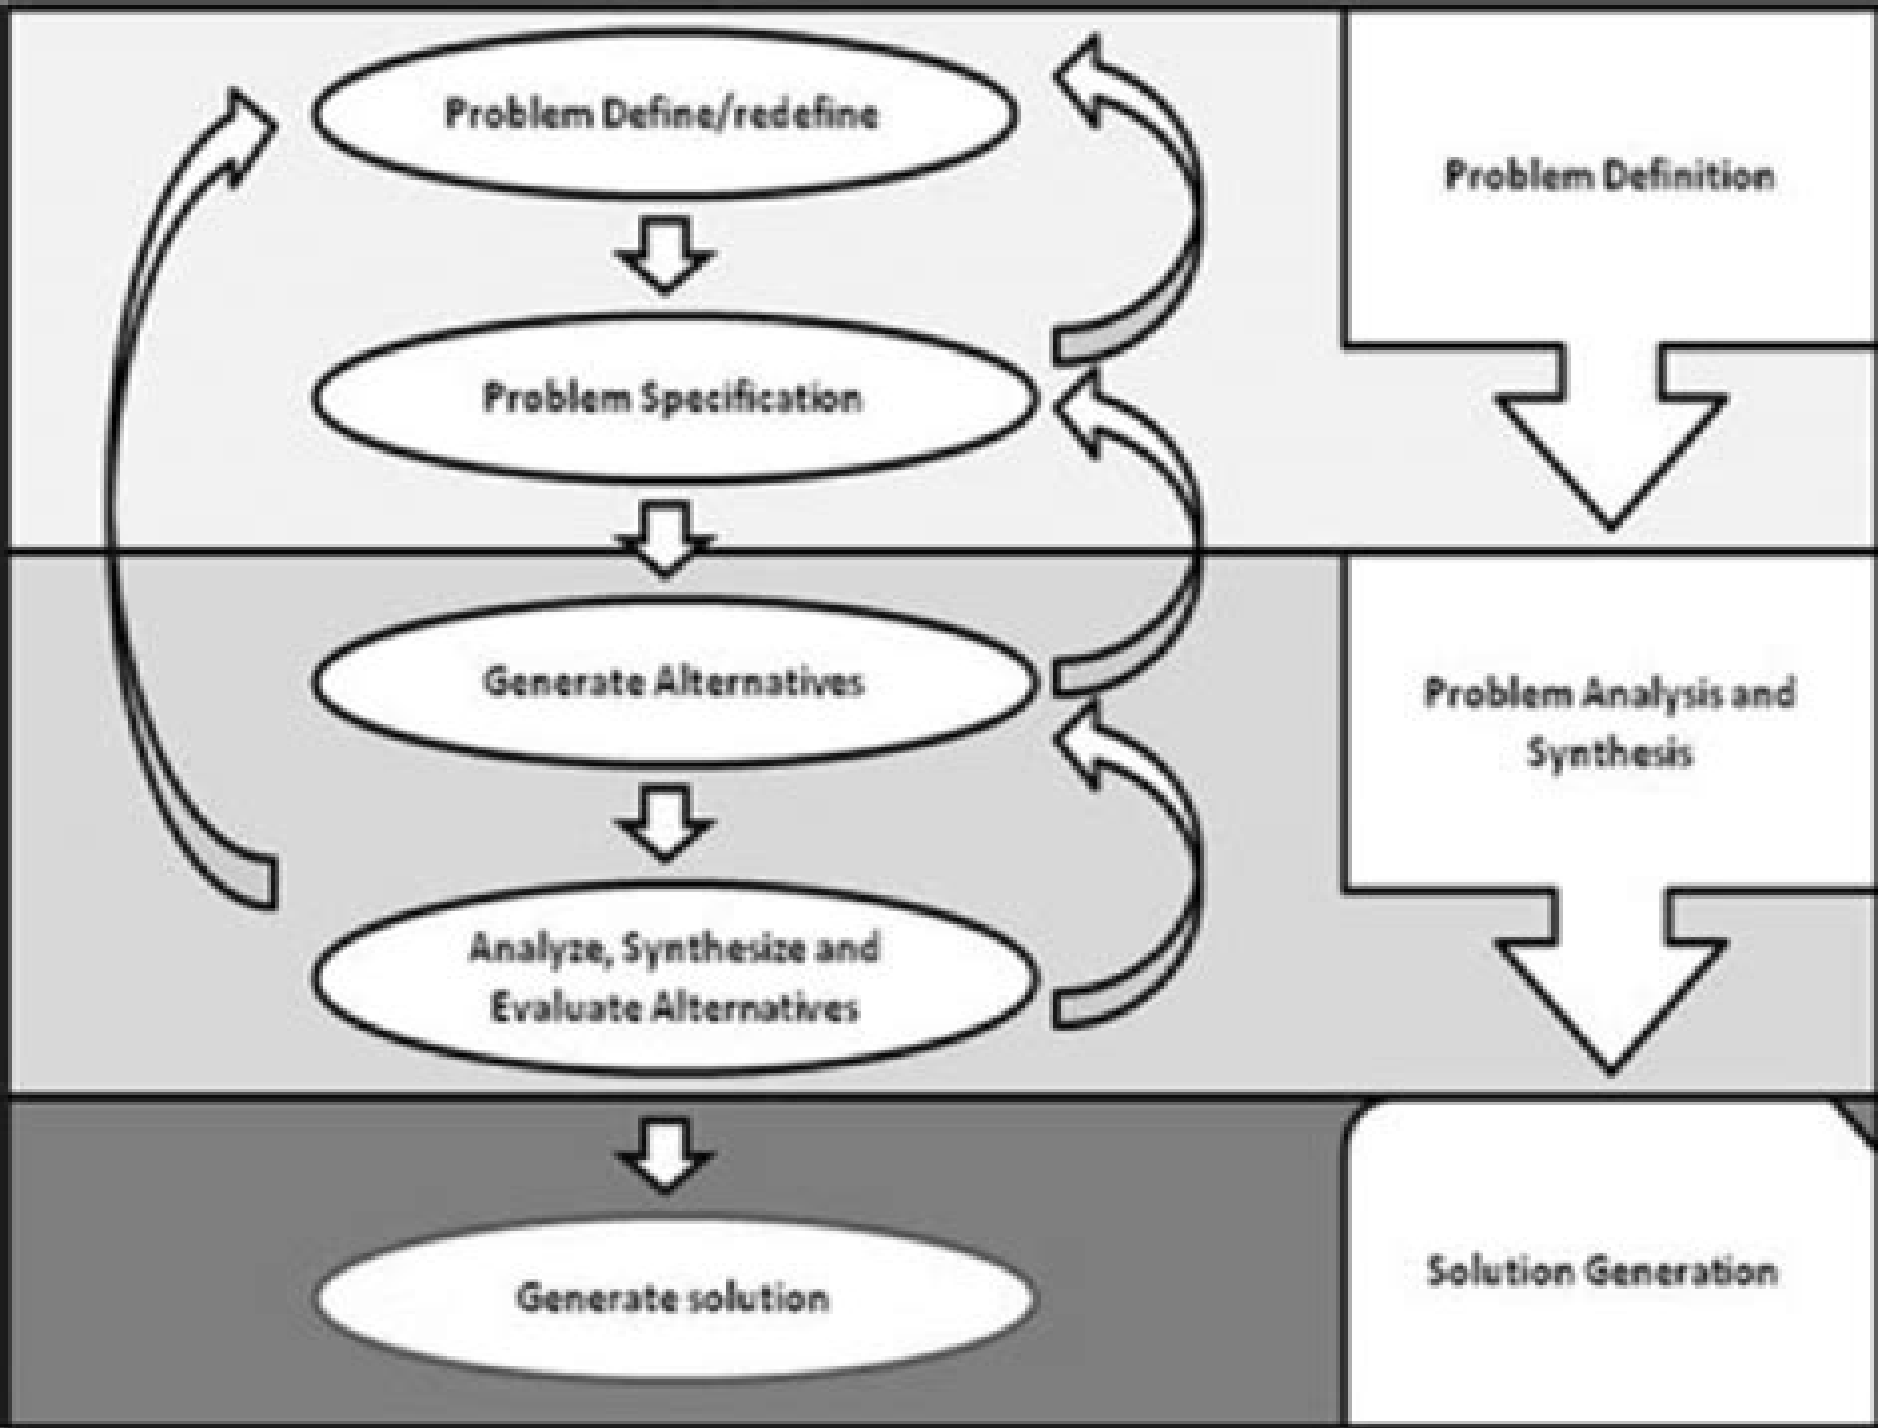 Problem Define/redefine
Problem Definition
Problem Specification
Generate Alternatives
Problem Analysis and
Synthesis
Analyze, Synthesize and
Evaluate Alternatives
Generate solution
Solution Generation